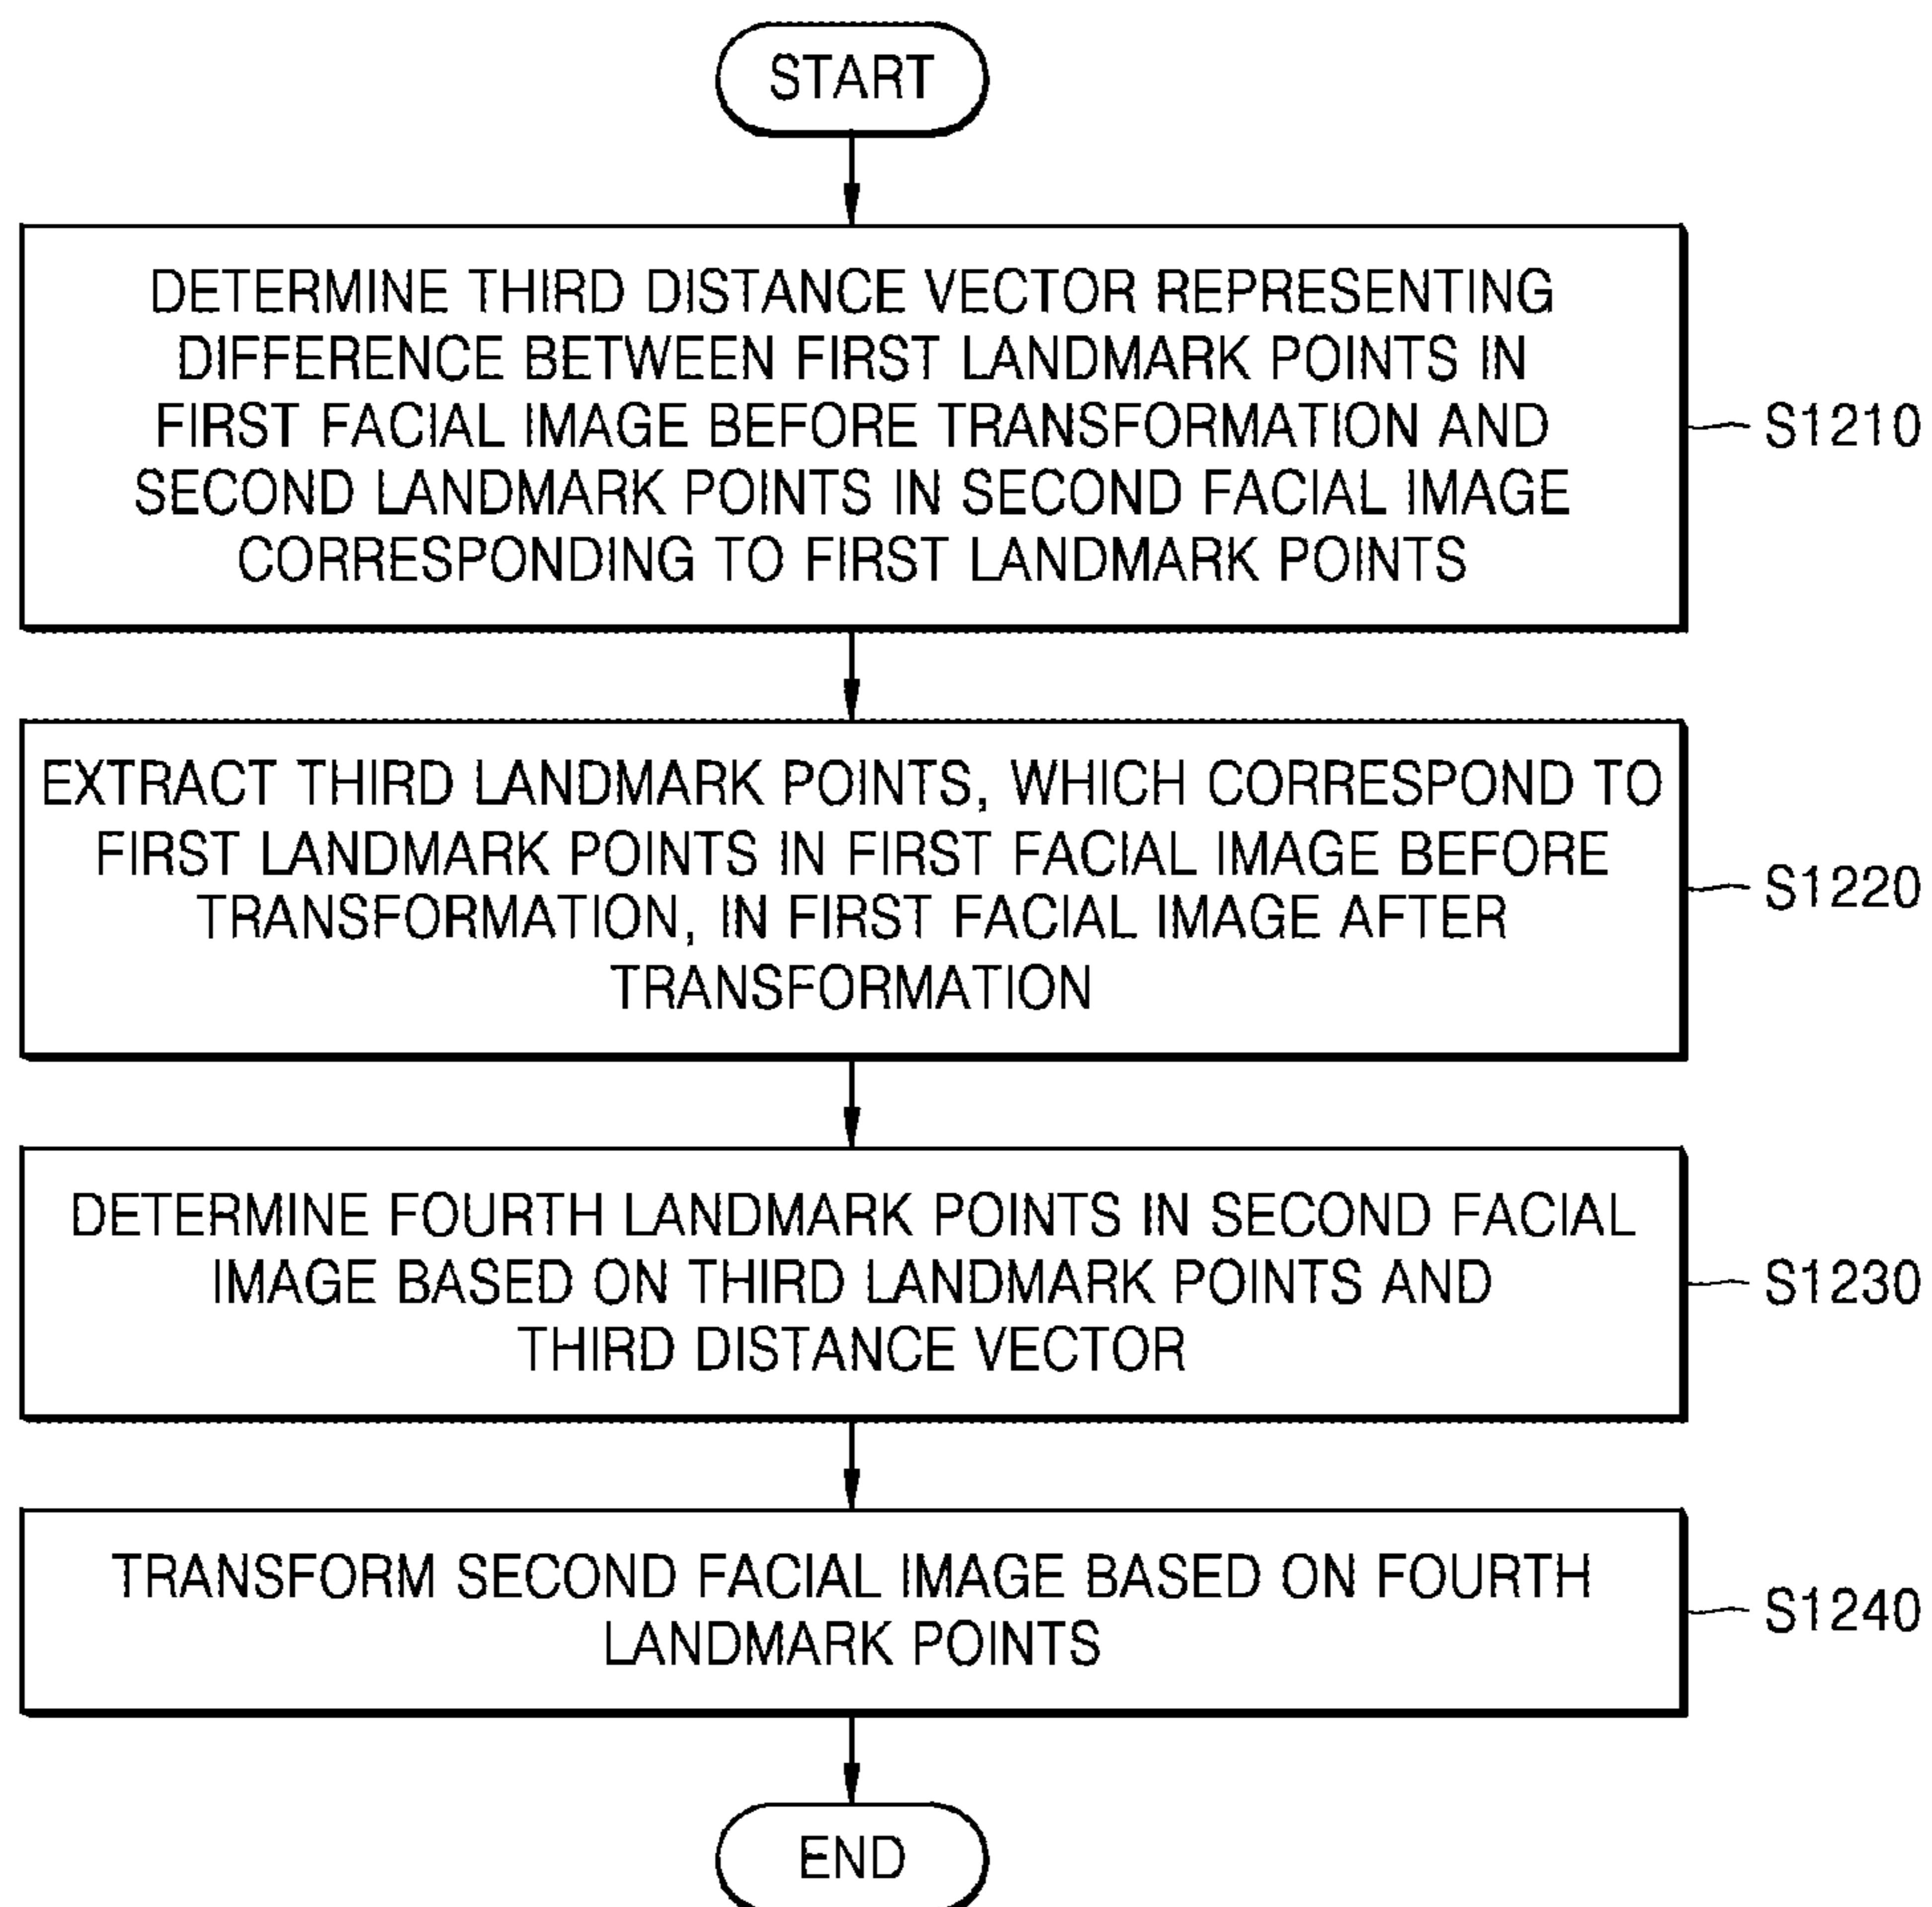 START
DETERMINE THIRD DISTANCE VECTOR REPRESENTING
DIFFERENCE BETWEEN FIRST LANDMARK POINTS IN
FIRST FACIAL IMAGE BEFORE TRANSFORMATION AND
SECOND LANDMARK POINTS IN SECOND FACIAL IMAGE
CORRESPONDING TO FIRST LANDMARK POINTS
S1210
EXTRACT THIRD LANDMARK POINTS, WHICH CORRESPOND TO
FIRST LANDMARK POINTS IN FIRST FACIAL IMAGE BEFORE
TRANSFORMATION, IN FIRST FACIAL IMAGE AFTER
TRANSFORMATION
S1220
DETERMINE FOURTH LANDMARK POINTS IN SECOND FACIAL
IMAGE BASED ON THIRD LANDMARK POINTS AND
THIRD DISTANCE VECTOR
S1230
TRANSFORM SECOND FACIAL IMAGE BASED ON FOURTH
LANDMARK POINTS
S1240
END